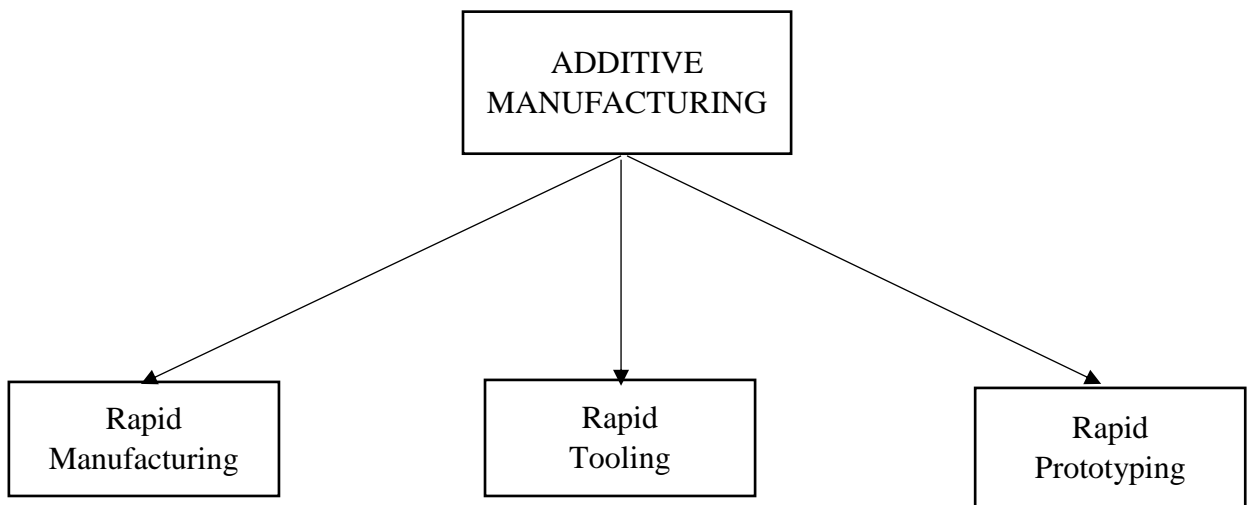 ADDITIVE
MANUFACTURING
Rapid
Manufacturing
Rapid
Tooling
Rapid
Prototyping